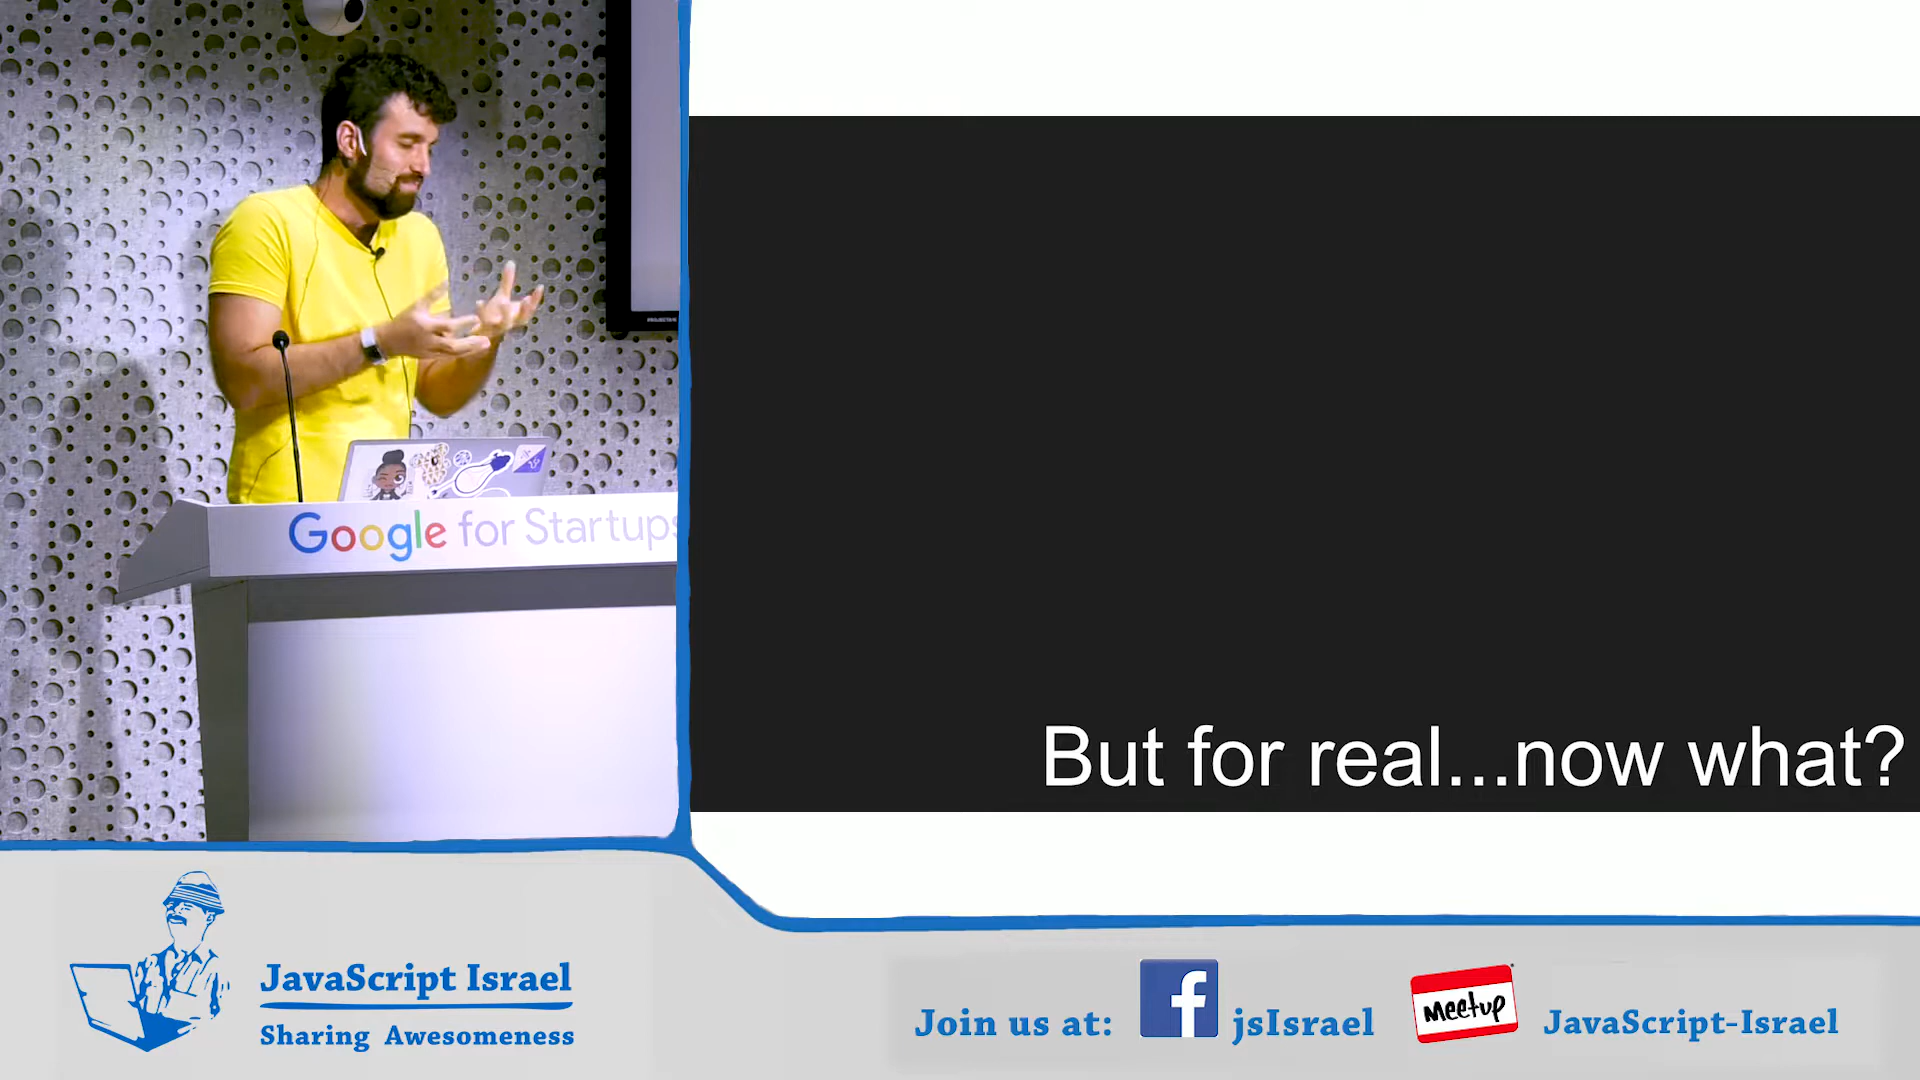 Google for Startups
But for real...now what?
JavaScript Israel
Sharing Awesomeness
Join us at:
f
jsIsrael
Meetup
JavaScript-Israel